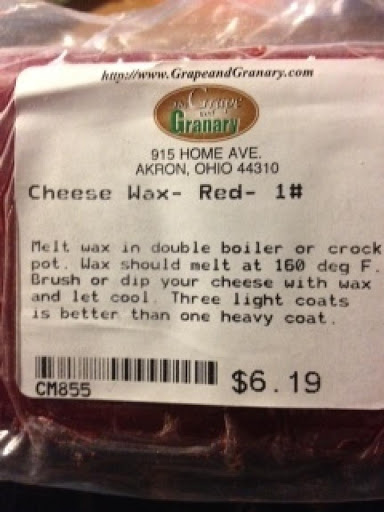 http://www.GrapeandGranary.com
THE Grape
and
Granary
915 HOME AVE.
AKRON, OHIO 44310
Cheese Wax- Red- 1#
Melt wax in double boiler or crock
pot. Wax should melt at 160 deg F.
Brush or dip your cheese with wax
and let cool. Three light coats
is better than one heavy coat.
CM855
$6.19